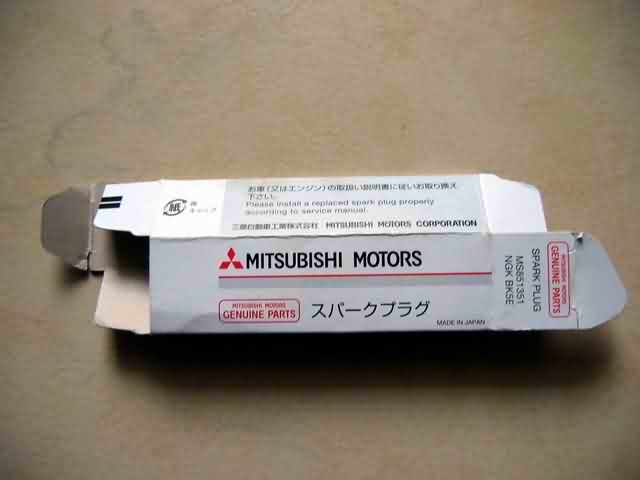 お車(又はエンジン)の取扱い説明書に従いお取り換え
下さい。
Please install a replaced spark plug properly
according to service manual.
三菱自動車工業株式会社 MITSUBISHI MOTORS CORPORATION
紙
MITSUBISHI MOTORS
MITSUBISHI MOTORS
GENUINE PARTS
スパークプラグ
MADE IN JAPAN
SPARK PLUG
MS851351
NGK BK5E
MITSUBISHI MOTORS
GENUINE PARTS